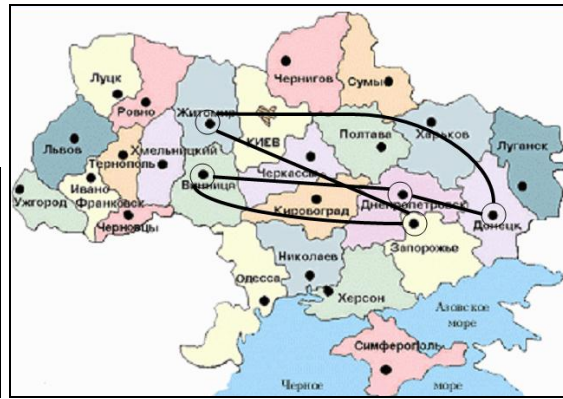 Луцк
Ровно
Житомир
КИЕВ
Чернигов
Сумы
Львов
Тернополь
Хмельницкий
Винница
Черкассы
Полтава
Харьков
Луганск
Ужгород
Ивано
Франковск
Черновцы
Кировоград
Днепропетровск
Донецк
Запорожье
Одесса
Николаев
Херсон
Азовское
море
Симферополь
Черное
море